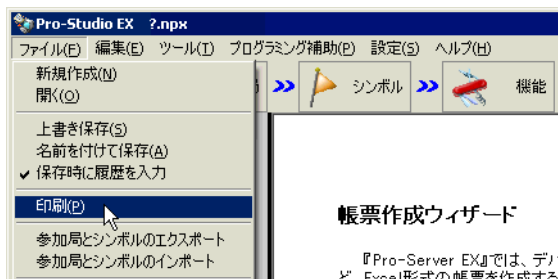 Pro-Studio EX ?.npx
ファイル(F) 編集(E) ツール(T) プログラミング補助(P) 設定(S) ヘルプ(H)
新規作成(N)
開く(O)
シンボル 機能
上書き保存(S)
名前を付けて保存(A)
保存時に履歴を入力
印刷(P)
参加局とシンボルのエクスポート
参加局とシンボルのインポート
帳票作成ウィザード
『Pro-Server EX』では、デバ
ど、Excel形式の帳票を作成する